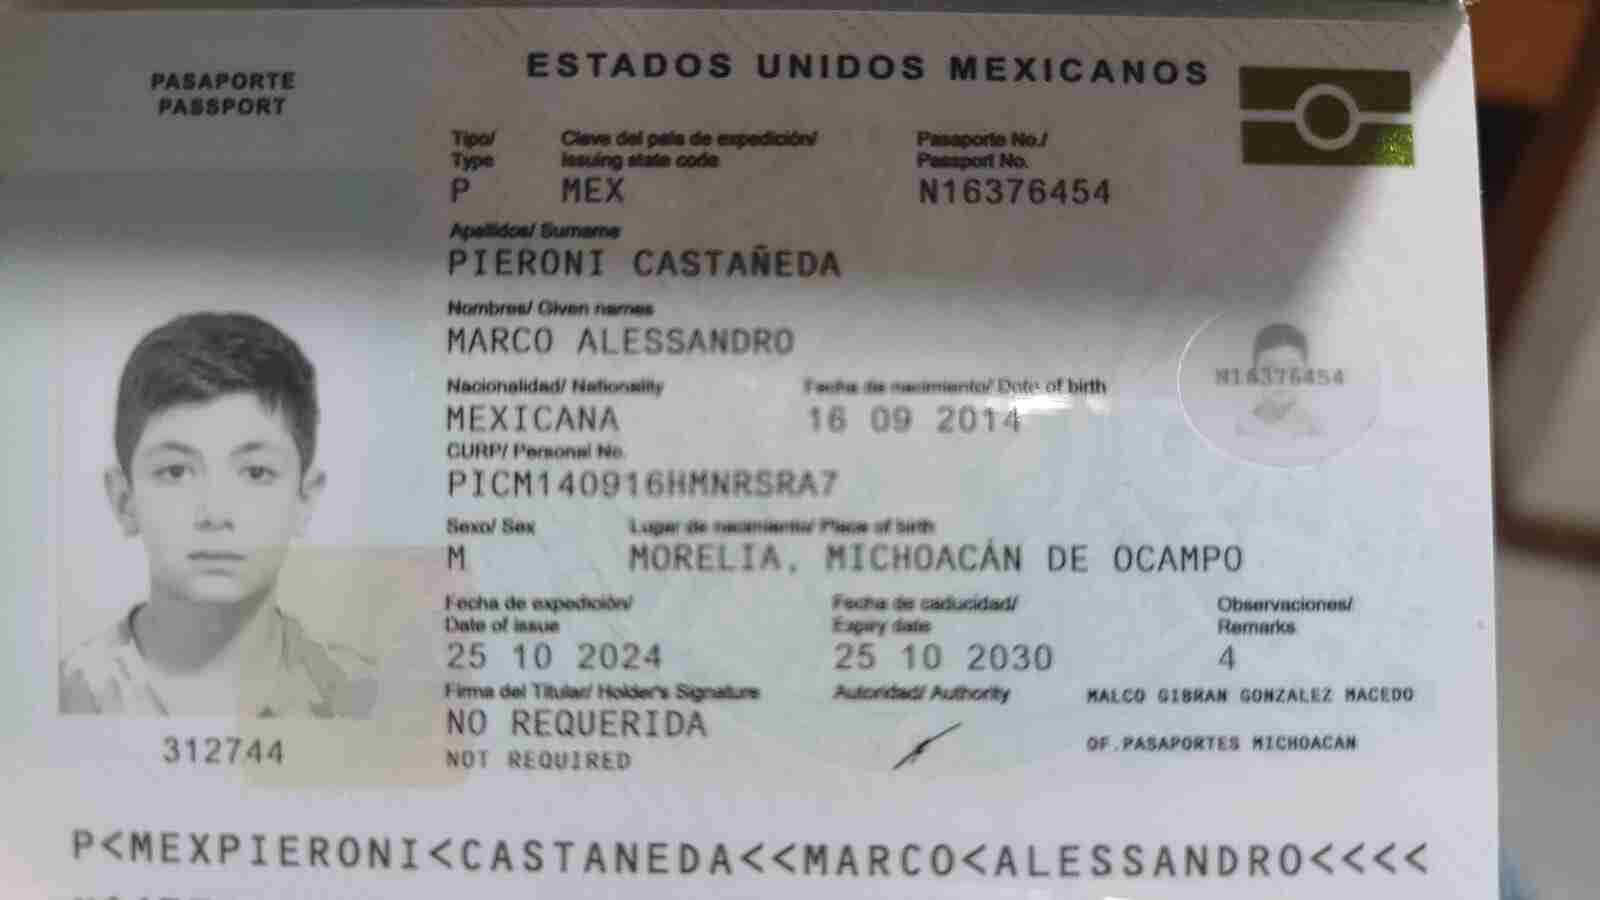 PASAPORTE
PASSPORT
ESTADOS UNIDOS MEXICANOS
Tipo/ Clave del país de expedición/ Pasaporte No./
Type Issuing state code Passport No.
P MEX N16376454
Apellidos/ Surname
PIERONI CASTAÑEDA
Nombres/ Given names
MARCO ALESSANDRO
Nacionalidad/ Nationality Fecha de nacimiento/ Date of birth
MEXICANA 16 09 2014
N16376454
CURP/ Personal No.
PICM140916HMNRSRA7
Sexo/ Sex Lugar de nacimiento/ Place of birth
M MORELIA, MICHOACÁN DE OCAMPO
Fecha de expedición/ Fecha de caducidad/ Observaciones/
Date of issue Expiry date Remarks
25 10 2024 25 10 2030 4
Firma del Titular/ Holder's Signature Autoridad/ Authority MALCO GIBRAN GONZALEZ MACEDO
NO REQUERIDA
NOT REQUIRED OF.PASAPORTES MICHOACAN
312744
P<MEXPIERONI<CASTANEDA<<MARCO<ALESSANDRO<<<<